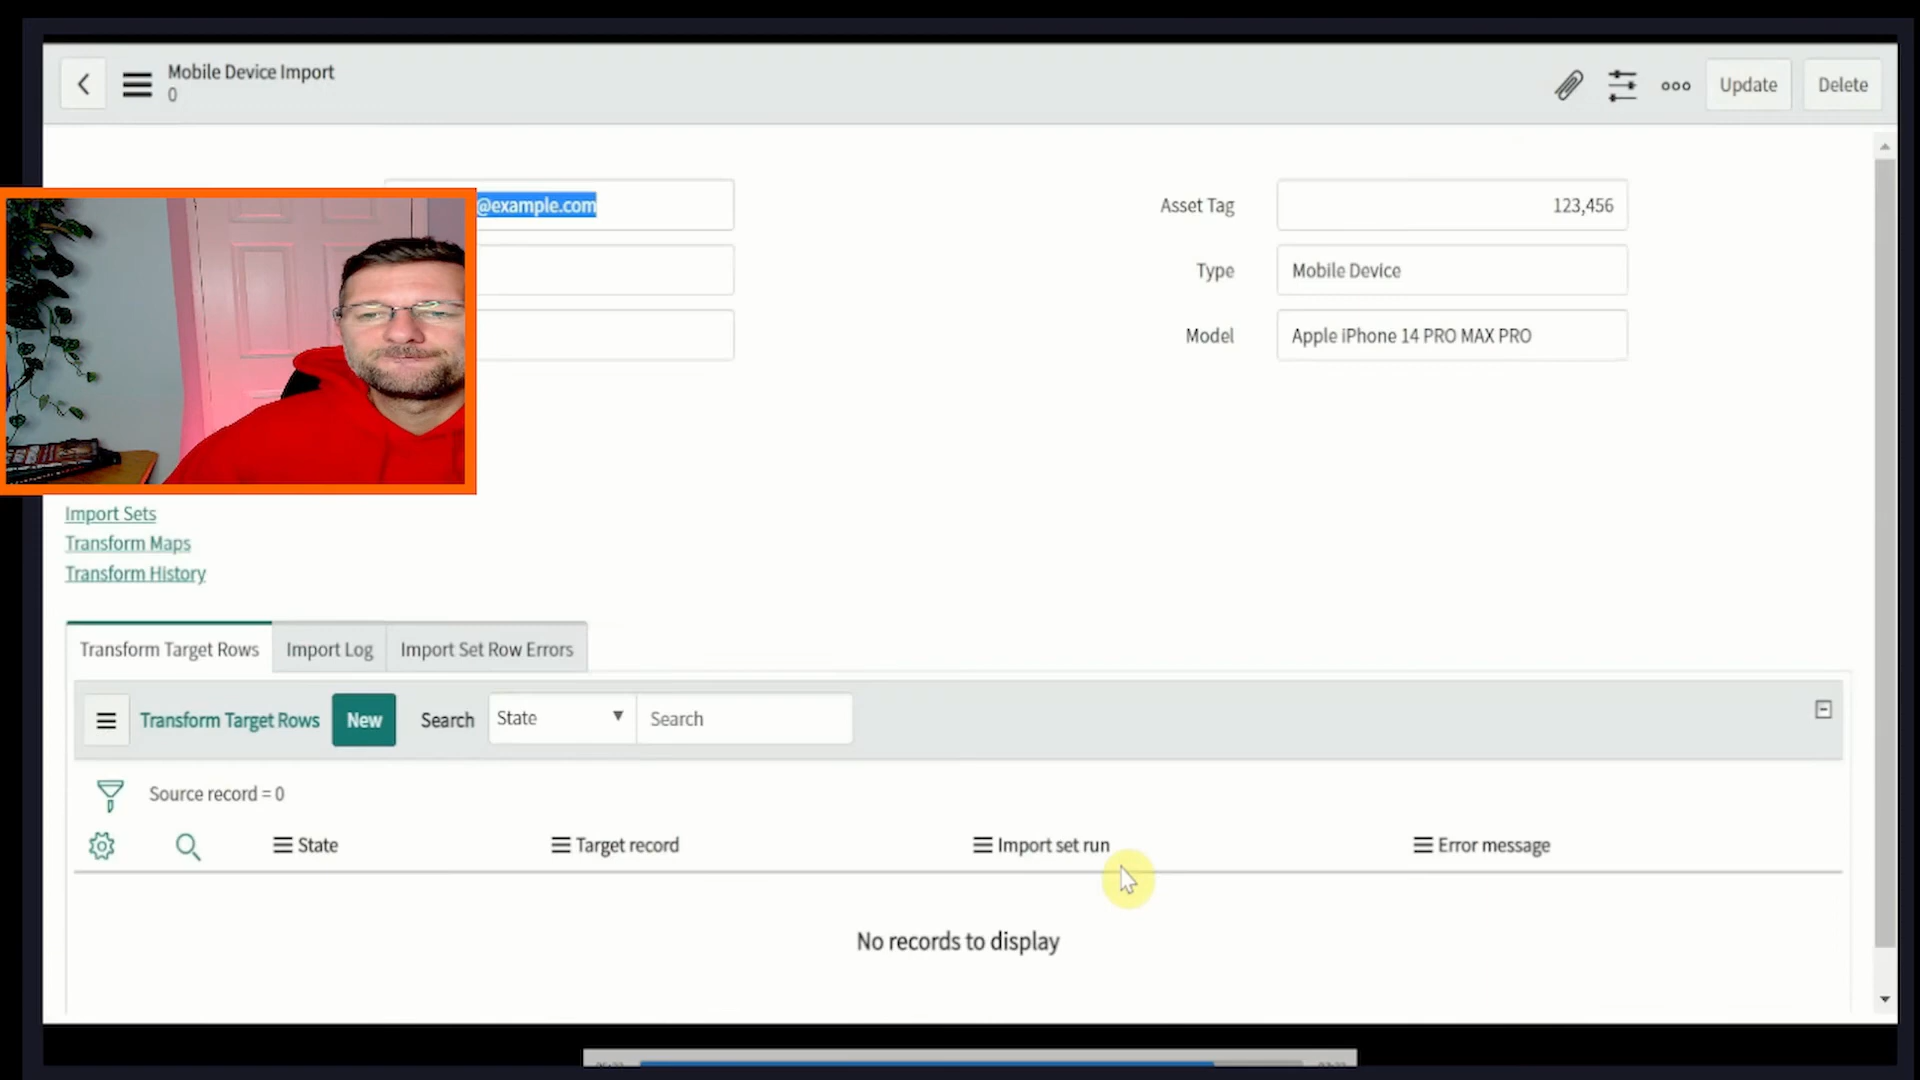 Mobile Device Import
0
Update
Delete
@example.com
Asset Tag
123,456
Type
Mobile Device
Model
Apple iPhone 14 PRO MAX PRO
Import Sets
Transform Maps
Transform History
Transform Target Rows
Import Log
Import Set Row Errors
Transform Target Rows
New
Search
State
Search
Source record = 0
State
Target record
Import set run
Error message
No records to display